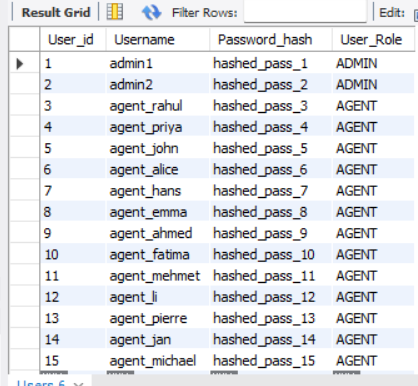 Result Grid Filter Rows: Edit:
User_id Username Password_hash User_Role
1 admin1 hashed_pass_1 ADMIN
2 admin2 hashed_pass_2 ADMIN
3 agent_rahul hashed_pass_3 AGENT
4 agent_priya hashed_pass_4 AGENT
5 agent_john hashed_pass_5 AGENT
6 agent_alice hashed_pass_6 AGENT
7 agent_hans hashed_pass_7 AGENT
8 agent_emma hashed_pass_8 AGENT
9 agent_ahmed hashed_pass_9 AGENT
10 agent_fatima hashed_pass_10 AGENT
11 agent_mehmet hashed_pass_11 AGENT
12 agent_li hashed_pass_12 AGENT
13 agent_pierre hashed_pass_13 AGENT
14 agent_jan hashed_pass_14 AGENT
15 agent_michael hashed_pass_15 AGENT
Users 6